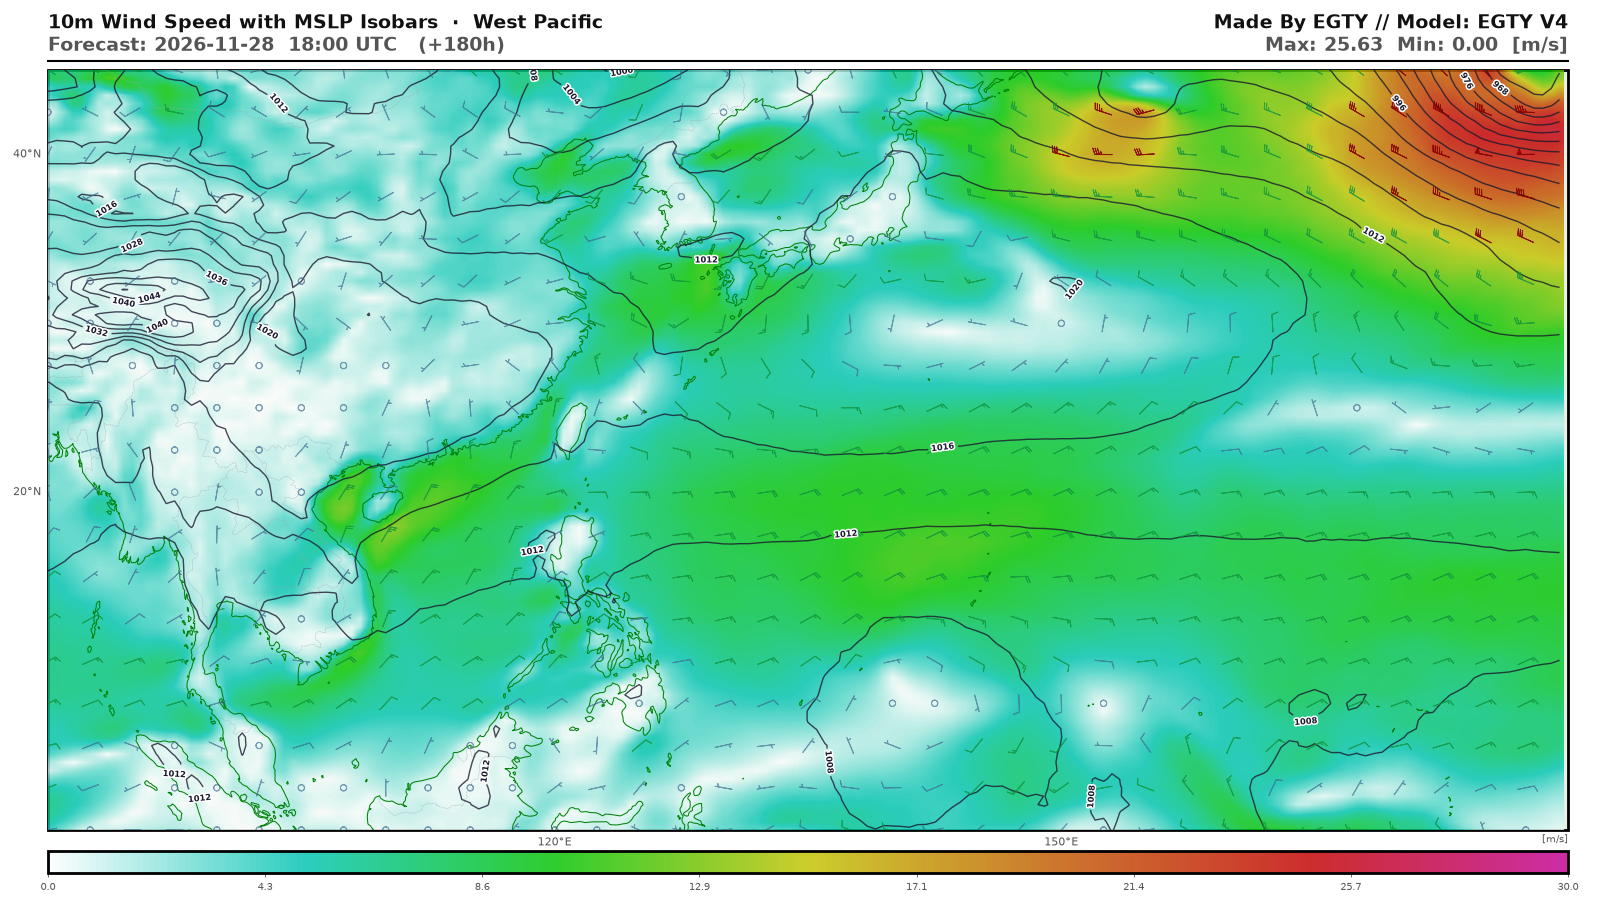 10m Wind Speed with MSLP Isobars · West Pacific
Made By EGTY // Model: EGTY V4
Forecast: 2026-11-28 18:00 UTC (+180h)
Max: 25.63 Min: 0.00 [m/s]
1000
1004
1012
976
968
996
40°N
1016
1028
1012
1012
1036
1020
1044
1040
1040
1032
1020
1016
20°N
1012
1012
1008
1012
1012
1012
1008
1008
120°E
150°E
[m/s]
0.0 4.3 8.6 12.9 17.1 21.4 25.7 30.0